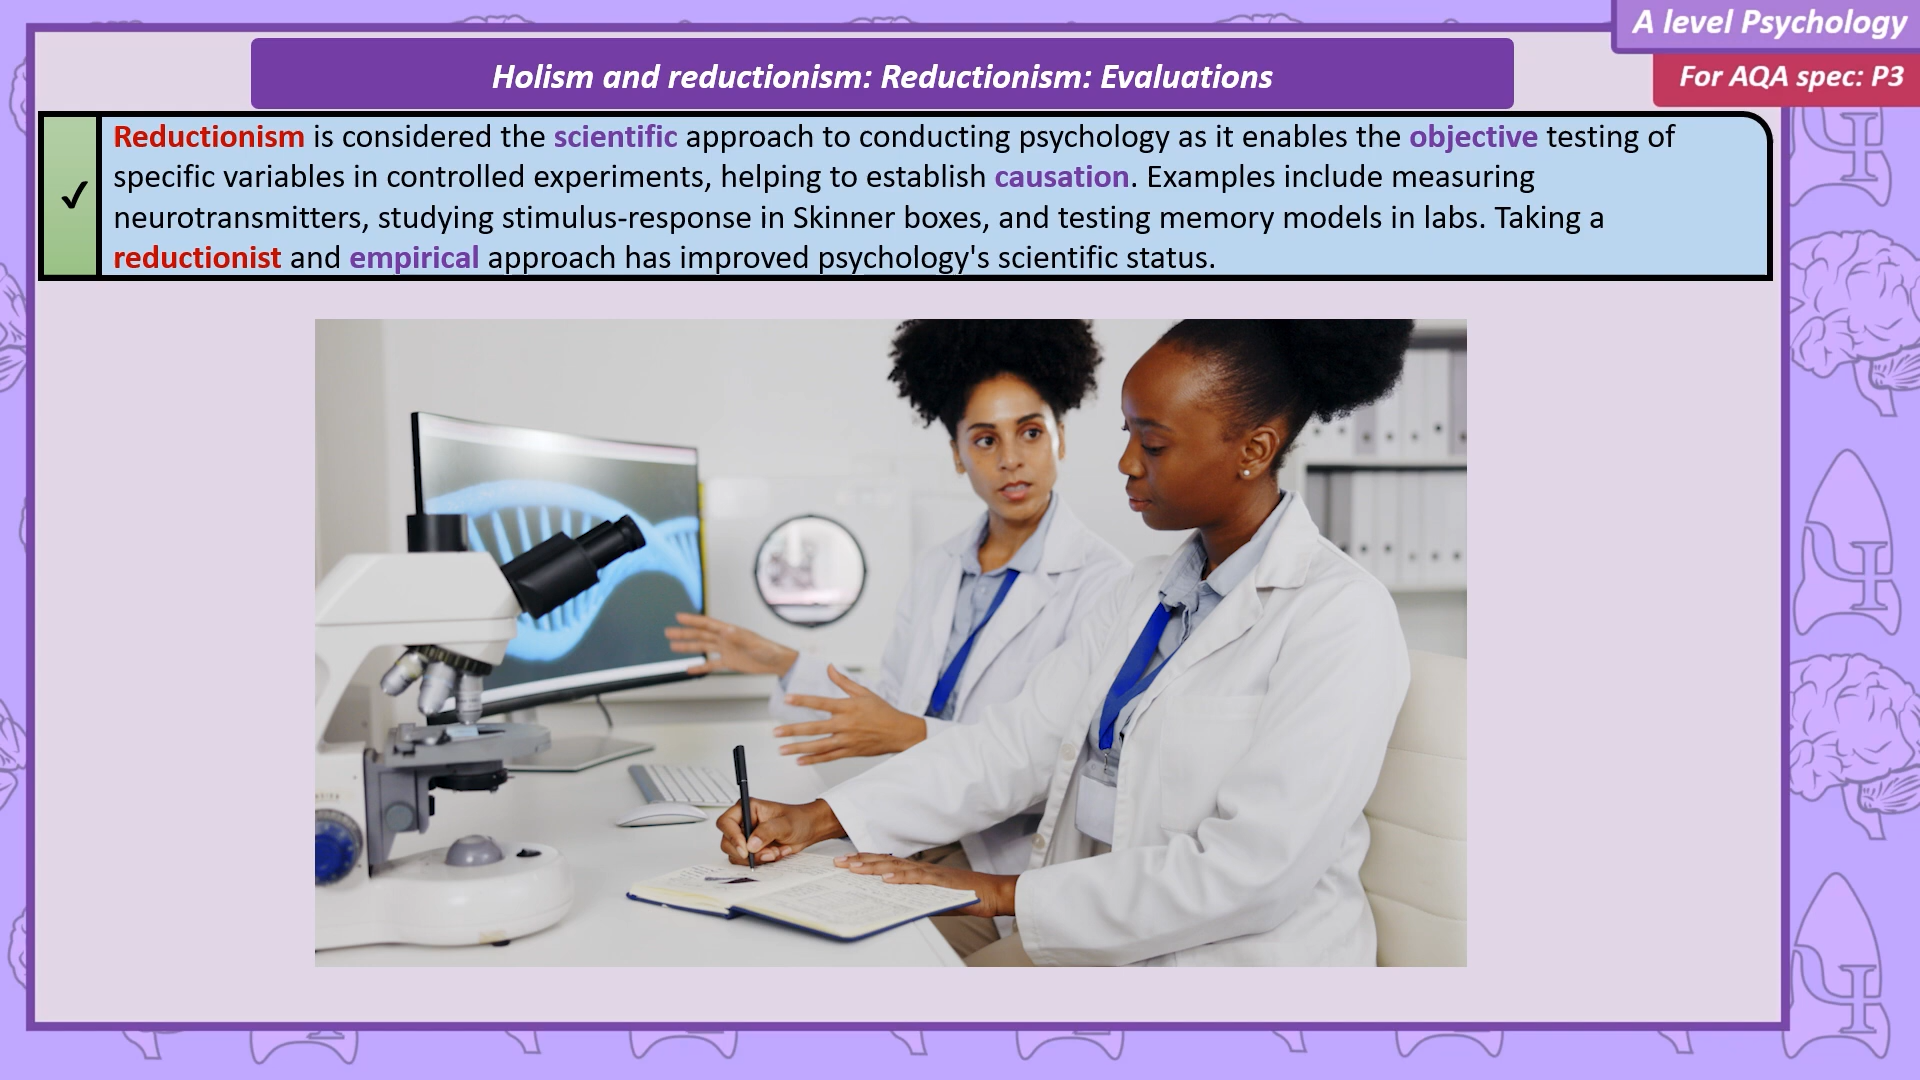 A level Psychology
For AQA spec: P3
Holism and reductionism: Reductionism: Evaluations
Reductionism is considered the scientific approach to conducting psychology as it enables the objective testing of
specific variables in controlled experiments, helping to establish causation. Examples include measuring
neurotransmitters, studying stimulus-response in Skinner boxes, and testing memory models in labs. Taking a
reductionist and empirical approach has improved psychology's scientific status.